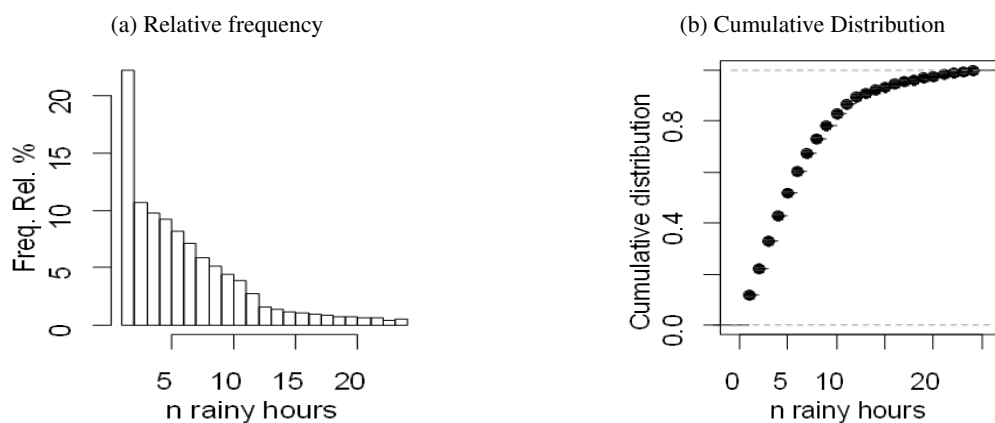 (a) Relative frequency
Freq. Rel. %
0
5
10
15
20
5 10 15 20
n rainy hours
(b) Cumulative Distribution
Cumulative distribution
0.0
0.4
0.8
0 5 10 20
n rainy hours